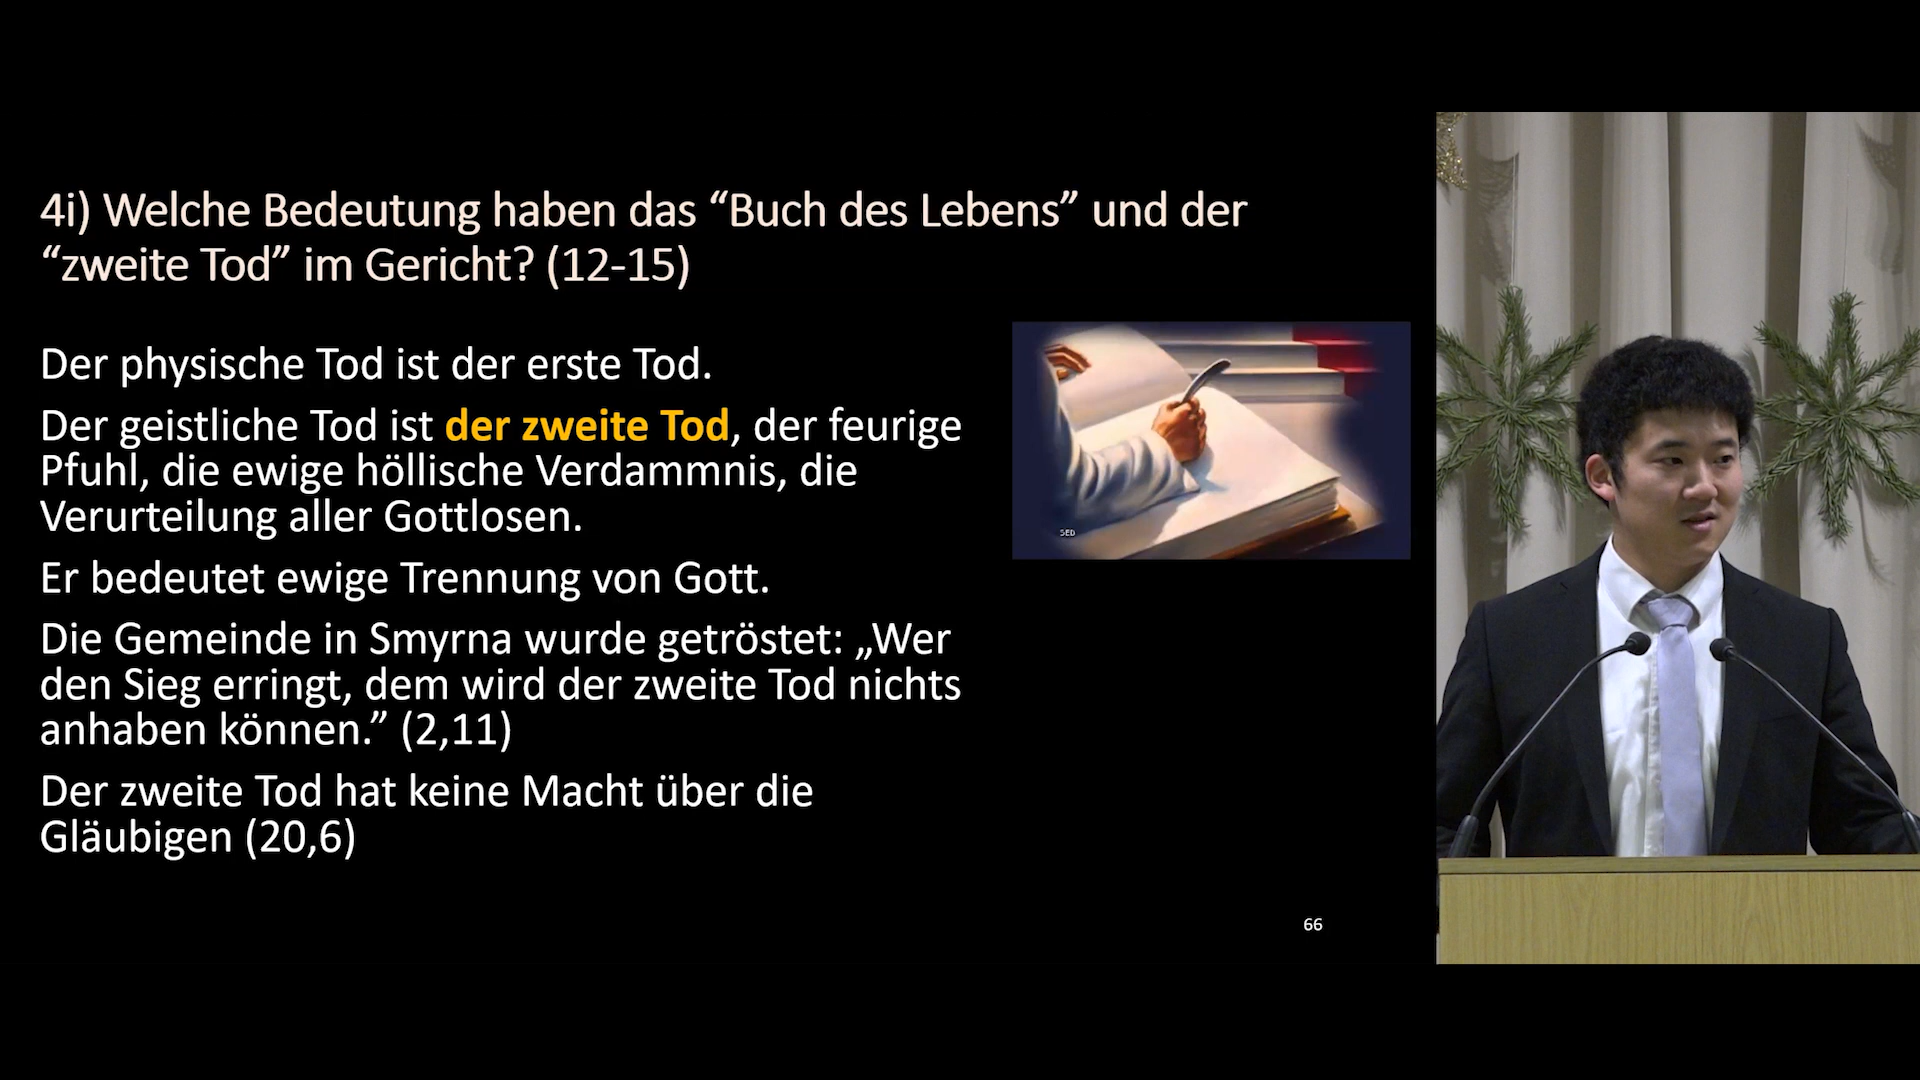 4i) Welche Bedeutung haben das “Buch des Lebens” und der
“zweite Tod” im Gericht? (12-15)
Der physische Tod ist der erste Tod.
Der geistliche Tod ist der zweite Tod, der feurige
Pfuhl, die ewige höllische Verdammnis, die
Verurteilung aller Gottlosen.
Er bedeutet ewige Trennung von Gott.
Die Gemeinde in Smyrna wurde getröstet: „Wer
den Sieg erringt, dem wird der zweite Tod nichts
anhaben können.” (2,11)
Der zweite Tod hat keine Macht über die
Gläubigen (20,6)
SED
66